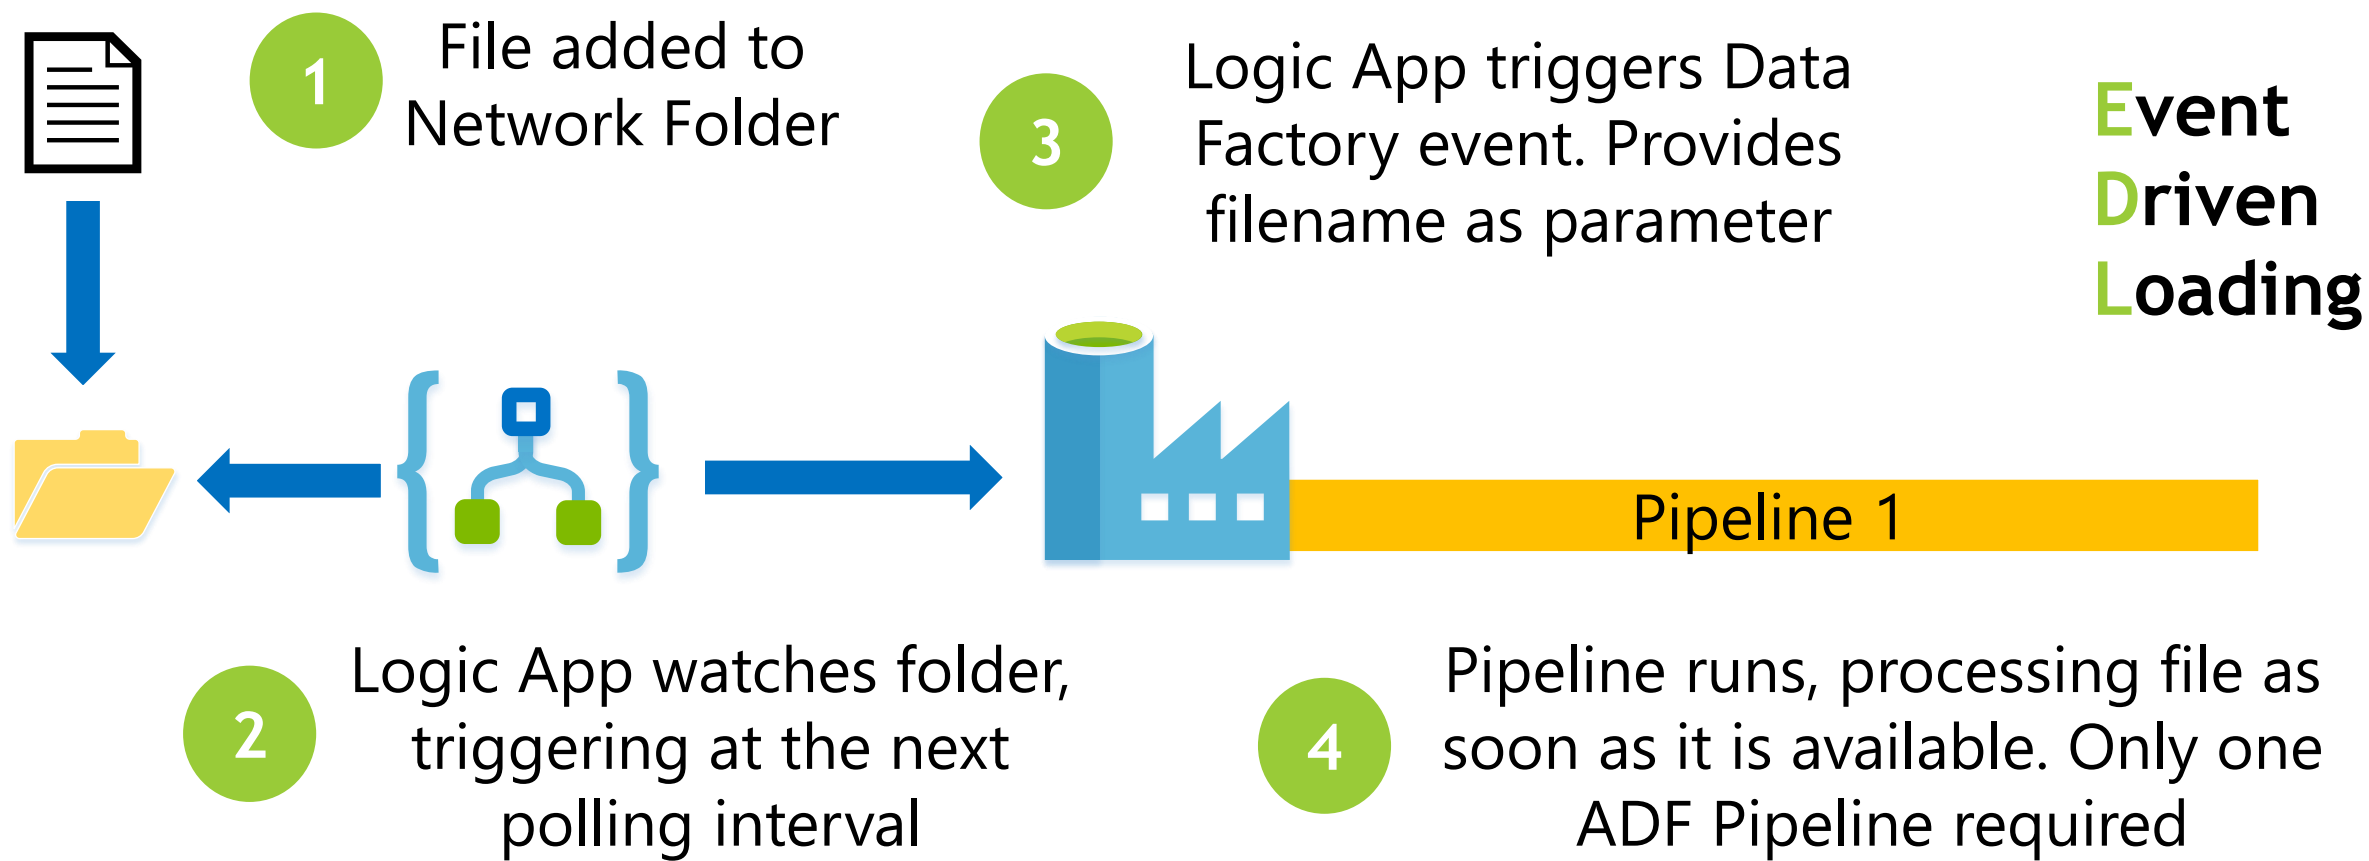 1
File added to
Network Folder
3
Logic App triggers Data
Factory event. Provides
filename as parameter
Event
Driven
Loading
Pipeline 1
2
Logic App watches folder,
triggering at the next
polling interval
4
Pipeline runs, processing file as
soon as it is available. Only one
ADF Pipeline required